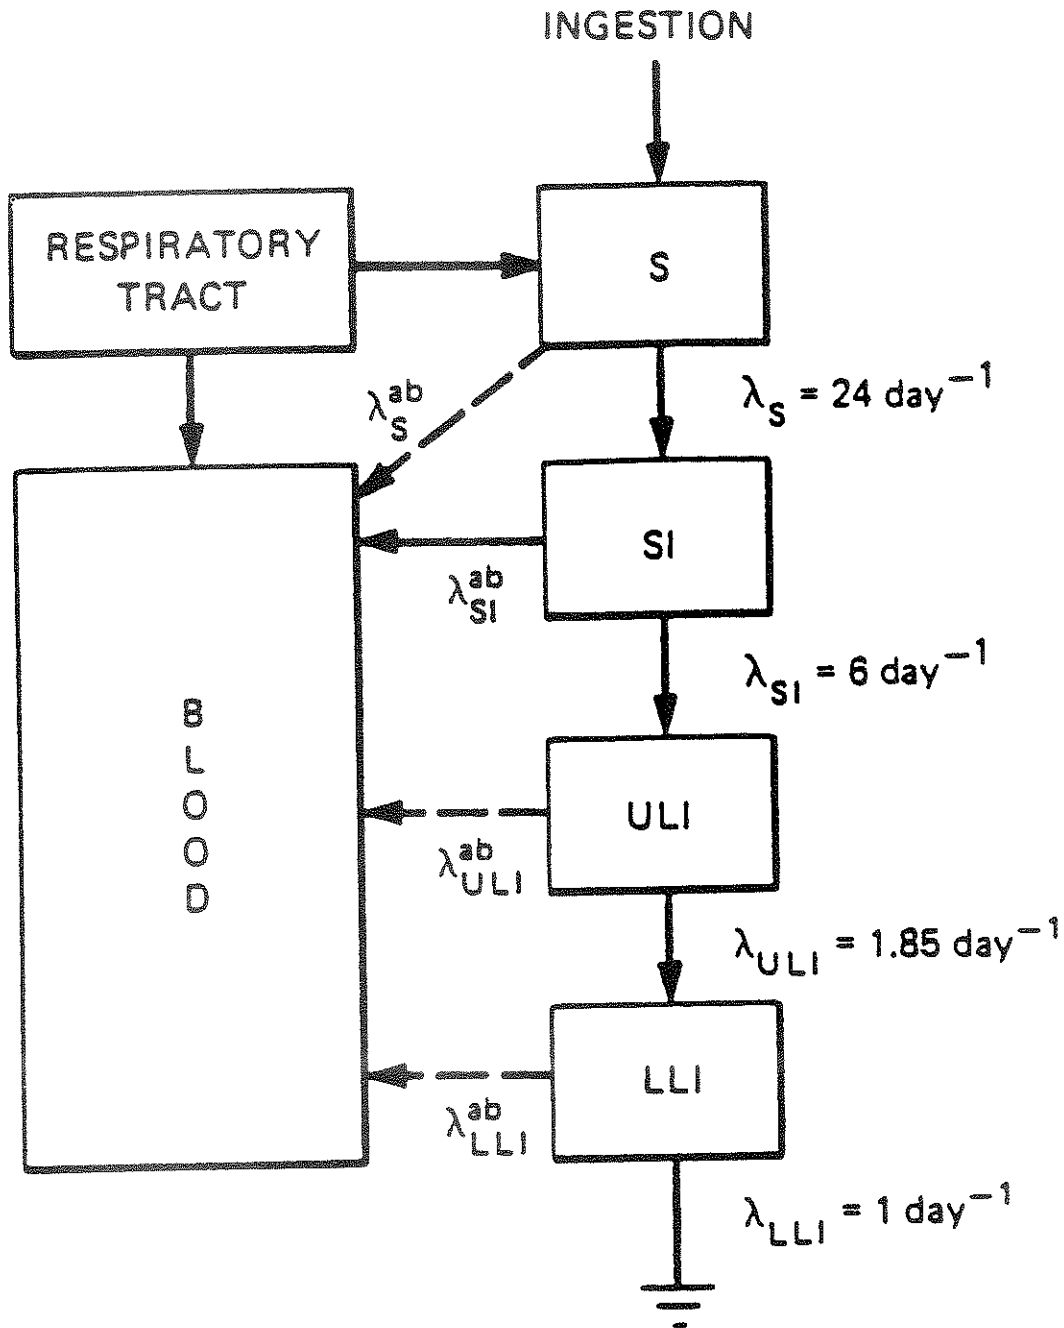 INGESTION
RESPIRATORY
TRACT
S
λ_S^ab
λ_S = 24 day⁻¹
SI
λ_SI^ab
λ_SI = 6 day⁻¹
B
L
O
O
D
ULI
λ_ULI^ab
λ_ULI = 1.85 day⁻¹
LLI
λ_LLI^ab
λ_LLI = 1 day⁻¹